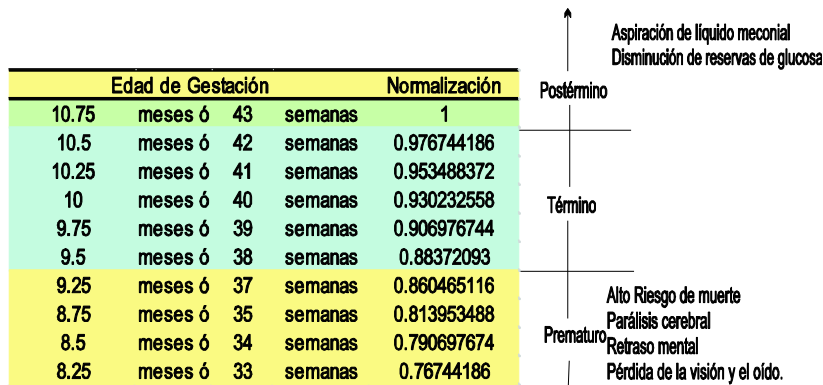 Aspiración de líquido meconial
Disminución de reservas de glucosa
Edad de Gestación Normalización
Postérmino
10.75 meses ó 43 semanas 1
10.5 meses ó 42 semanas 0.976744186
10.25 meses ó 41 semanas 0.953488372
10 meses ó 40 semanas 0.930232558
Término
9.75 meses ó 39 semanas 0.906976744
9.5 meses ó 38 semanas 0.88372093
9.25 meses ó 37 semanas 0.860465116
Alto Riesgo de muerte
8.75 meses ó 35 semanas 0.813953488
Parálisis cerebral
8.5 meses ó 34 semanas 0.790697674
Prematuro
Retraso mental
8.25 meses ó 33 semanas 0.76744186
Pérdida de la visión y el oído.